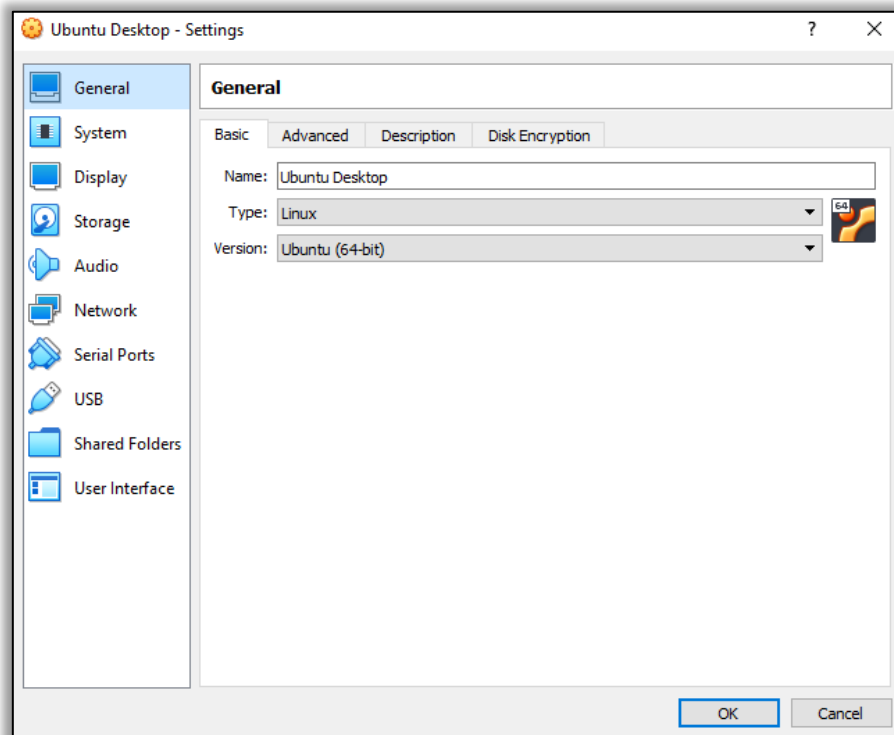 Ubuntu Desktop - Settings
?
General
System
Display
Storage
Audio
Network
Serial Ports
USB
Shared Folders
User Interface
General
Basic Advanced Description Disk Encryption
Name: Ubuntu Desktop
Type: Linux
64
Version: Ubuntu (64-bit)
OK Cancel